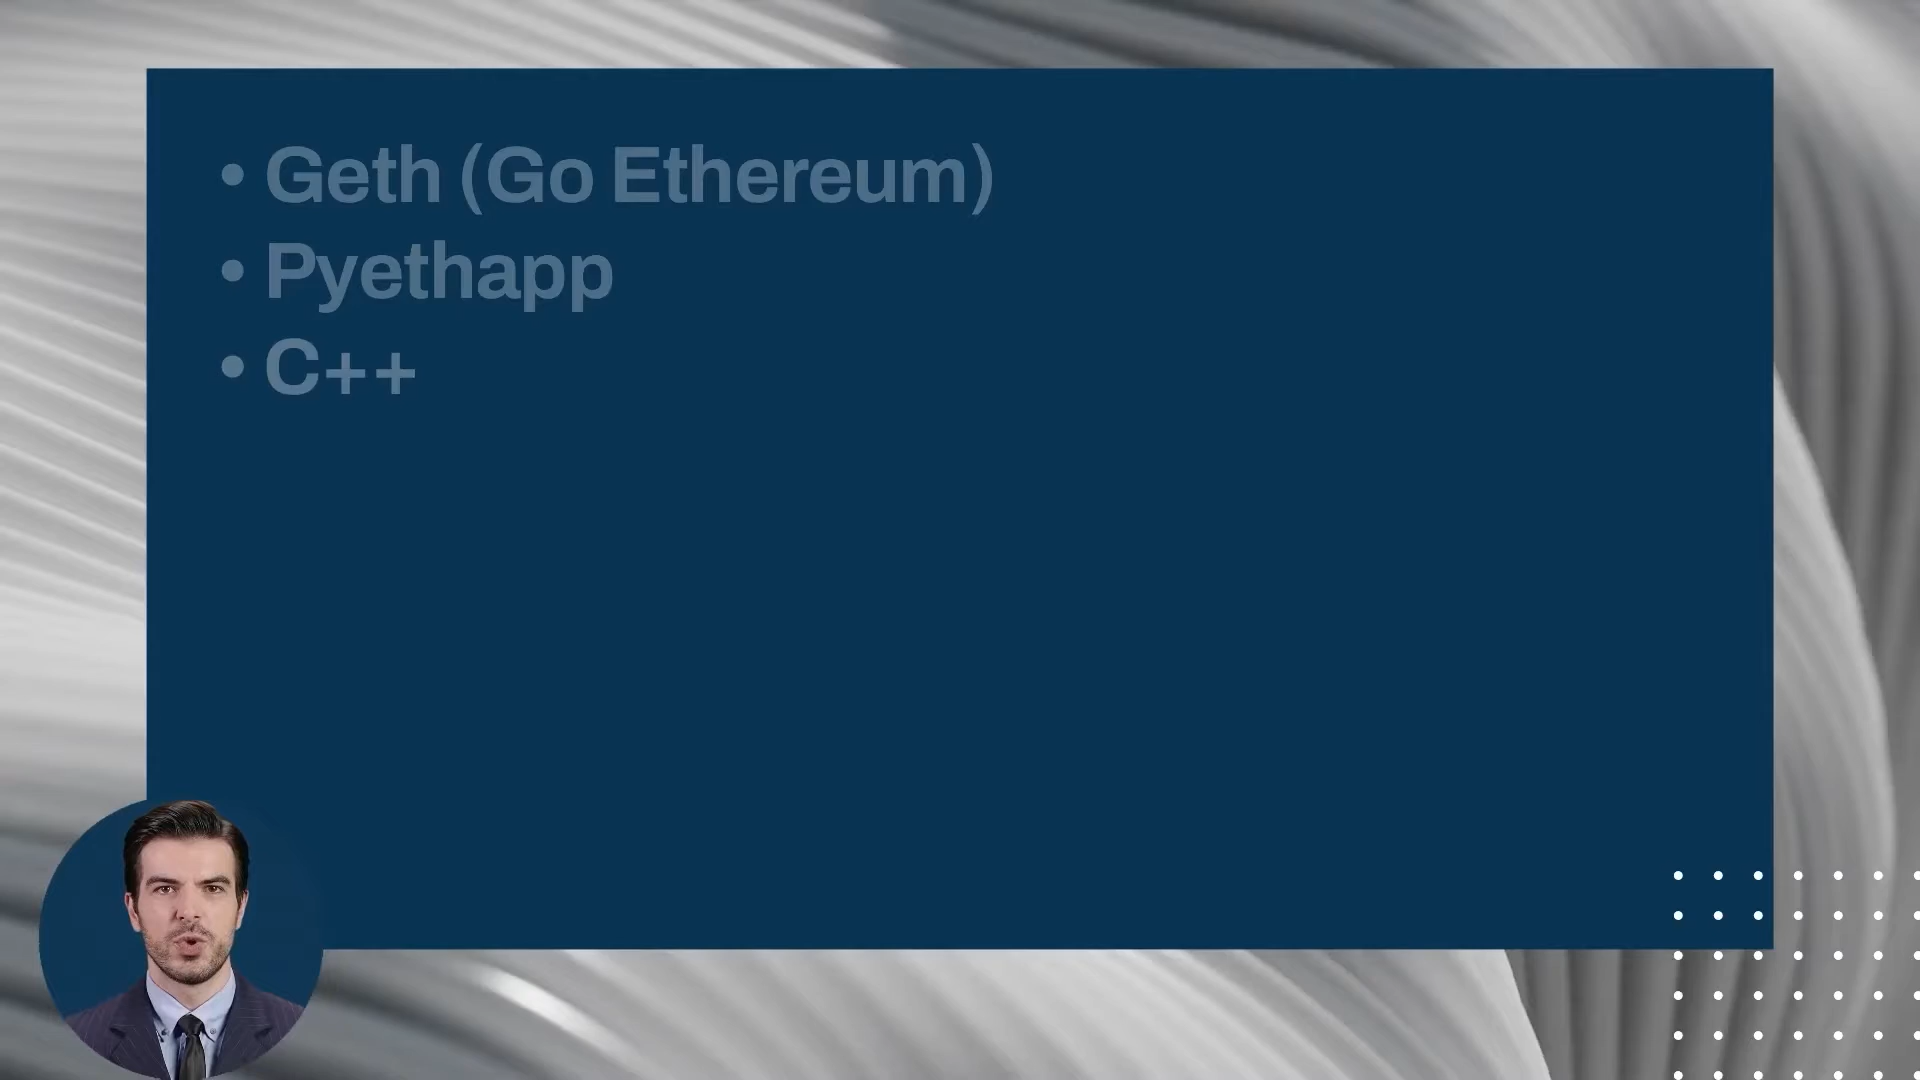 • Geth (Go Ethereum)
• Pyethapp
• C++